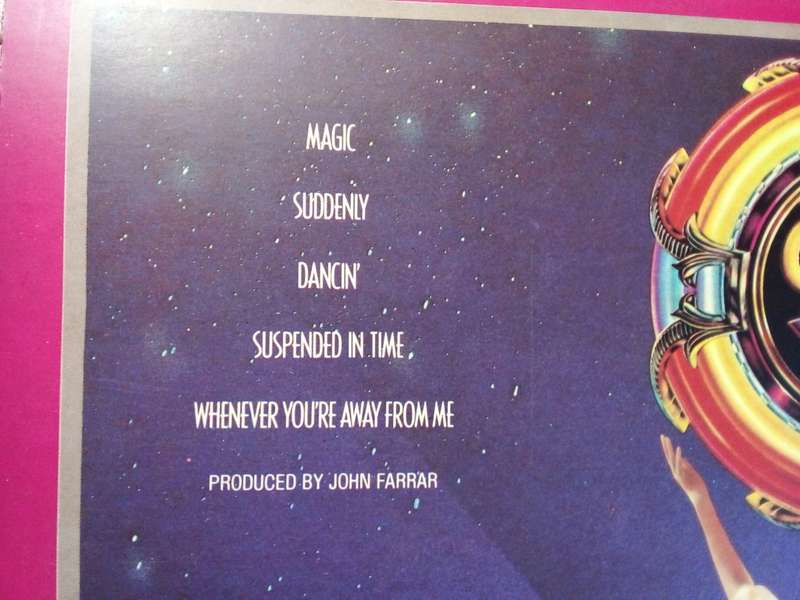 MAGIC
SUDDENLY
DANCIN'
SUSPENDED IN TIME
WHENEVER YOU'RE AWAY FROM ME
PRODUCED BY JOHN FARRAR